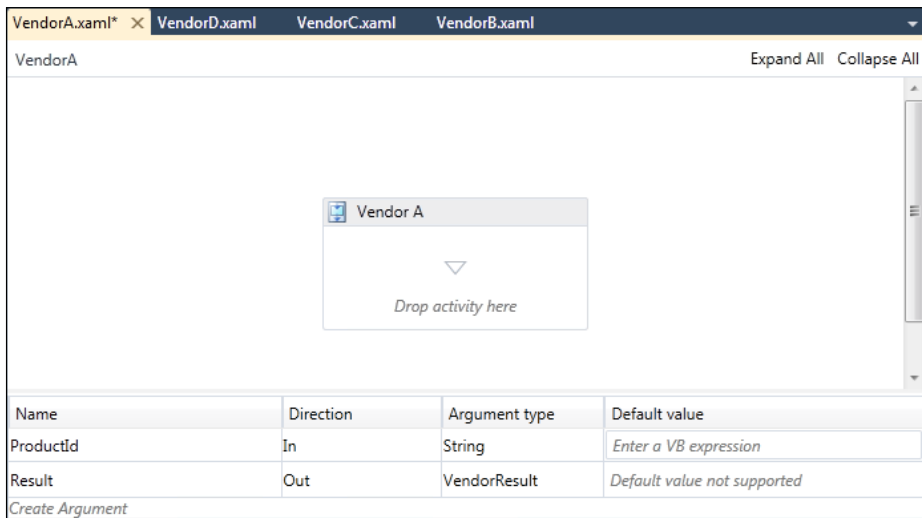 VendorA.xaml* VendorD.xaml VendorC.xaml VendorB.xaml
VendorA Expand All Collapse All
Vendor A
Drop activity here
Name Direction Argument type Default value
ProductId In String Enter a VB expression
Result Out VendorResult Default value not supported
Create Argument